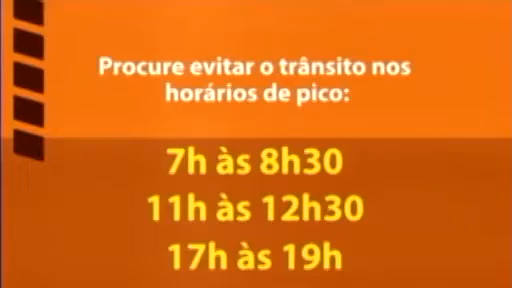 Procure evitar o trânsito nos
horários de pico:
7h às 8h30
11h às 12h30
17h às 19h